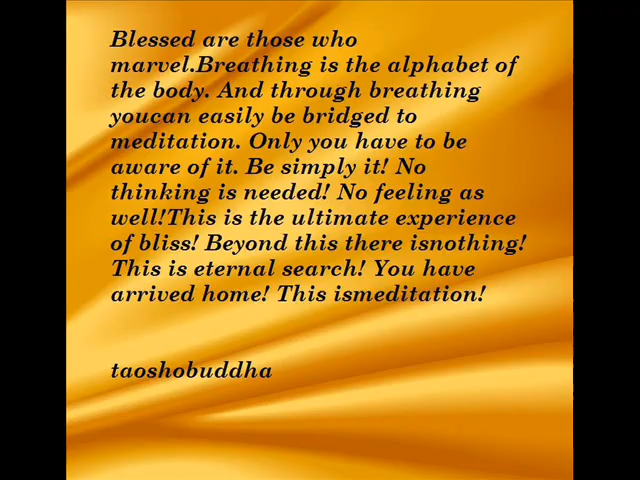 Blessed are those who
marvel.Breathing is the alphabet of
the body. And through breathing
youcan easily be bridged to
meditation. Only you have to be
aware of it. Be simply it! No
thinking is needed! No feeling as
well!This is the ultimate experience
of bliss! Beyond this there isnothing!
This is eternal search! You have
arrived home! This ismeditation!
taoshobuddha